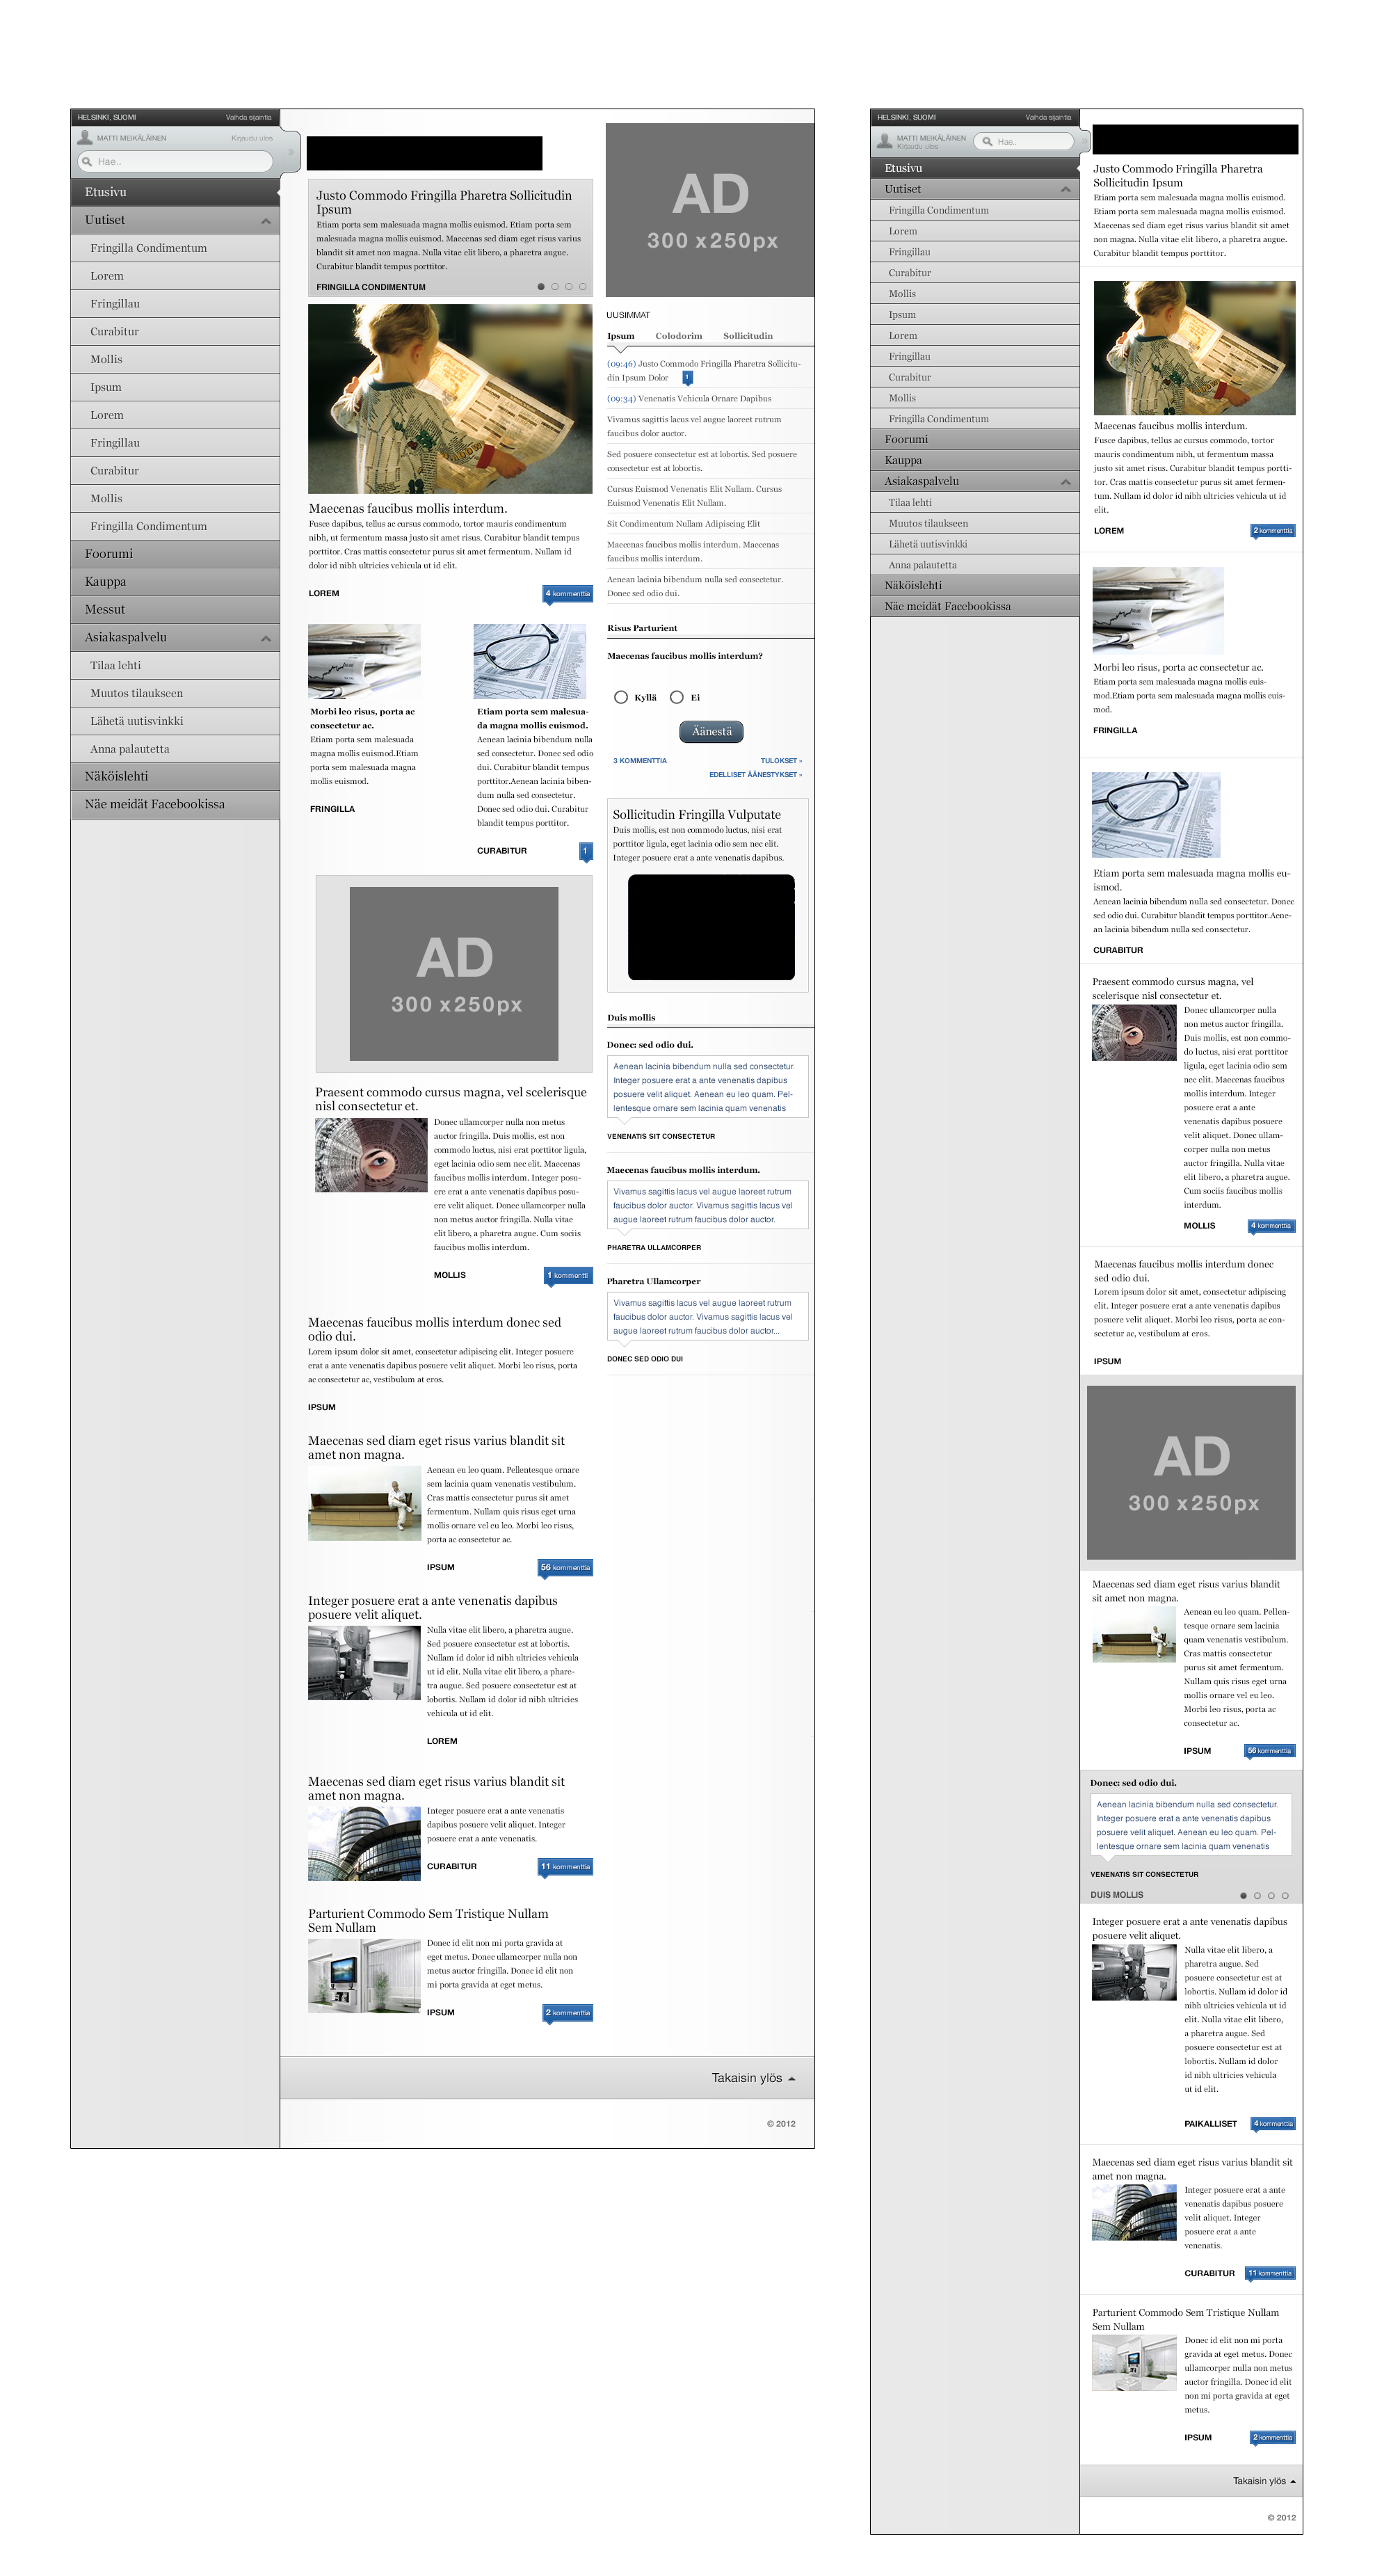 HELSINKI, SUOMI
Vaihda sijaintia
MATTI MEIKÄLÄINEN
Kirjaudu ulos
Hae..
Etusivu
Uutiset
Fringilla Condimentum
Lorem
Fringillau
Curabitur
Mollis
Ipsum
Lorem
Fringillau
Curabitur
Mollis
Fringilla Condimentum
Foorumi
Kauppa
Messut
Asiakaspalvelu
Tilaa lehti
Muutos tilaukseen
Lähetä uutisvinkki
Anna palautetta
Näköislehti
Näe meidät Facebookissa
Justo Commodo Fringilla Pharetra Sollicitudin
Ipsum
Etiam porta sem malesuada magna mollis euismod. Etiam porta sem
malesuada magna mollis euismod. Maecenas sed diam eget risus varius
blandit sit amet non magna. Nulla vitae elit libero, a pharetra augue.
Curabitur blandit tempus porttitor.
FRINGILLA CONDIMENTUM
Maecenas faucibus mollis interdum.
Fusce dapibus, tellus ac cursus commodo, tortor mauris condimentum
nibh, ut fermentum massa justo sit amet risus. Curabitur blandit tempus
porttitor. Cras mattis consectetur purus sit amet fermentum. Nullam id
dolor id nibh ultricies vehicula ut id elit.
LOREM
4 kommenttia
Morbi leo risus, porta ac
consectetur ac.
Etiam porta sem malesuada
magna mollis euismod.Etiam
porta sem malesuada magna
mollis euismod.
FRINGILLA
Etiam porta sem malesua-
da magna mollis euismod.
Aenean lacinia bibendum nulla
sed consectetur. Donec sed odio
dui. Curabitur blandit tempus
porttitor.Aenean lacinia biben-
dum nulla sed consectetur.
Donec sed odio dui. Curabitur
blandit tempus porttitor.
CURABITUR
1
AD
300 x 250px
Praesent commodo cursus magna, vel scelerisque
nisl consectetur et.
Donec ullamcorper nulla non metus
auctor fringilla. Duis mollis, est non
commodo luctus, nisi erat porttitor ligula,
eget lacinia odio sem nec elit. Maecenas
faucibus mollis interdum. Integer posu-
ere erat a ante venenatis dapibus posu-
ere velit aliquet. Donec ullamcorper nulla
non metus auctor fringilla. Nulla vitae
elit libero, a pharetra augue. Cum sociis
faucibus mollis interdum.
MOLLIS
1 kommentti
Maecenas faucibus mollis interdum donec sed
odio dui.
Lorem ipsum dolor sit amet, consectetur adipiscing elit. Integer posuere
erat a ante venenatis dapibus posuere velit aliquet. Morbi leo risus, porta
ac consectetur ac, vestibulum at eros.
IPSUM
Maecenas sed diam eget risus varius blandit sit
amet non magna.
Aenean eu leo quam. Pellentesque ornare
sem lacinia quam venenatis vestibulum.
Cras mattis consectetur purus sit amet
fermentum. Nullam quis risus eget urna
mollis ornare vel eu leo. Morbi leo risus,
porta ac consectetur ac.
IPSUM
56 kommenttia
Integer posuere erat a ante venenatis dapibus
posuere velit aliquet.
Nulla vitae elit libero, a pharetra augue.
Sed posuere consectetur est at lobortis.
Nullam id dolor id nibh ultricies vehicula
ut id elit. Nulla vitae elit libero, a phare-
tra augue. Sed posuere consectetur est at
lobortis. Nullam id dolor id nibh ultricies
vehicula ut id elit.
LOREM
Maecenas sed diam eget risus varius blandit sit
amet non magna.
Integer posuere erat a ante venenatis
dapibus posuere velit aliquet. Integer
posuere erat a ante venenatis.
CURABITUR
11 kommenttia
Parturient Commodo Sem Tristique Nullam
Sem Nullam
Donec id elit non mi porta gravida at
eget metus. Donec ullamcorper nulla non
metus auctor fringilla. Donec id elit non
mi porta gravida at eget metus.
IPSUM
2 kommenttia
AD
300 x 250px
UUSIMMAT
Ipsum
Colodorim
Sollicitudin
(09:46) Justo Commodo Fringilla Pharetra Sollicitu-
din Ipsum Dolor
1
(09:34) Venenatis Vehicula Ornare Dapibus
Vivamus sagittis lacus vel augue laoreet rutrum
faucibus dolor auctor.
Sed posuere consectetur est at lobortis. Sed posuere
consectetur est at lobortis.
Cursus Euismod Venenatis Elit Nullam. Cursus
Euismod Venenatis Elit Nullam.
Sit Condimentum Nullam Adipiscing Elit
Maecenas faucibus mollis interdum. Maecenas
faucibus mollis interdum.
Aenean lacinia bibendum nulla sed consectetur.
Donec sed odio dui.
Risus Parturient
Maecenas faucibus mollis interdum?
Kyllä
Ei
Äänestä
3 KOMMENTTIA
TULOKSET »
EDELLISET ÄÄNESTYKSET »
Sollicitudin Fringilla Vulputate
Duis mollis, est non commodo luctus, nisi erat
porttitor ligula, eget lacinia odio sem nec elit.
Integer posuere erat a ante venenatis dapibus.
Duis mollis
Donec: sed odio dui.
Aenean lacinia bibendum nulla sed consectetur.
Integer posuere erat a ante venenatis dapibus
posuere velit aliquet. Aenean eu leo quam. Pel-
lentesque ornare sem lacinia quam venenatis
VENENATIS SIT CONSECTETUR
Maecenas faucibus mollis interdum.
Vivamus sagittis lacus vel augue laoreet rutrum
faucibus dolor auctor. Vivamus sagittis lacus vel
augue laoreet rutrum faucibus dolor auctor.
PHARETRA ULLAMCORPER
Pharetra Ullamcorper
Vivamus sagittis lacus vel augue laoreet rutrum
faucibus dolor auctor. Vivamus sagittis lacus vel
augue laoreet rutrum faucibus dolor auctor...
DONEC SED ODIO DUI
Takaisin ylös
© 2012
HELSINKI, SUOMI
Vaihda sijaintia
MATTI MEIKÄLÄINEN
Kirjaudu ulos
Hae..
Etusivu
Uutiset
Fringilla Condimentum
Lorem
Fringillau
Curabitur
Mollis
Ipsum
Lorem
Fringillau
Curabitur
Mollis
Fringilla Condimentum
Foorumi
Kauppa
Asiakaspalvelu
Tilaa lehti
Muutos tilaukseen
Lähetä uutisvinkki
Anna palautetta
Näköislehti
Näe meidät Facebookissa
Justo Commodo Fringilla Pharetra
Sollicitudin Ipsum
Etiam porta sem malesuada magna mollis euismod.
Etiam porta sem malesuada magna mollis euismod.
Maecenas sed diam eget risus varius blandit sit amet
non magna. Nulla vitae elit libero, a pharetra augue.
Curabitur blandit tempus porttitor.
Maecenas faucibus mollis interdum.
Fusce dapibus, tellus ac cursus commodo, tortor
mauris condimentum nibh, ut fermentum massa
justo sit amet risus. Curabitur blandit tempus portti-
tor. Cras mattis consectetur purus sit amet fermen-
tum. Nullam id dolor id nibh ultricies vehicula ut id
elit.
LOREM
2 kommenttia
Morbi leo risus, porta ac consectetur ac.
Etiam porta sem malesuada magna mollis euis-
mod.Etiam porta sem malesuada magna mollis euis-
mod.
FRINGILLA
Etiam porta sem malesuada magna mollis eu-
ismod.
Aenean lacinia bibendum nulla sed consectetur. Donec
sed odio dui. Curabitur blandit tempus porttitor.Aene-
an lacinia bibendum nulla sed consectetur.
CURABITUR
Praesent commodo cursus magna, vel
scelerisque nisl consectetur et.
Donec ullamcorper nulla
non metus auctor fringilla.
Duis mollis, est non commo-
do luctus, nisi erat porttitor
ligula, eget lacinia odio sem
nec elit. Maecenas faucibus
mollis interdum. Integer
posuere erat a ante
venenatis dapibus posuere
velit aliquet. Donec ullam-
corper nulla non metus
auctor fringilla. Nulla vitae
elit libero, a pharetra augue.
Cum sociis faucibus mollis
interdum.
MOLLIS
4 kommenttia
Maecenas faucibus mollis interdum donec
sed odio dui.
Lorem ipsum dolor sit amet, consectetur adipiscing
elit. Integer posuere erat a ante venenatis dapibus
posuere velit aliquet. Morbi leo risus, porta ac con-
sectetur ac, vestibulum at eros.
IPSUM
AD
300 x 250px
Maecenas sed diam eget risus varius blandit
sit amet non magna.
Aenean eu leo quam. Pellen-
tesque ornare sem lacinia
quam venenatis vestibulum.
Cras mattis consectetur
purus sit amet fermentum.
Nullam quis risus eget urna
mollis ornare vel eu leo.
Morbi leo risus, porta ac
consectetur ac.
IPSUM
56 kommenttia
Donec: sed odio dui.
Aenean lacinia bibendum nulla sed consectetur.
Integer posuere erat a ante venenatis dapibus
posuere velit aliquet. Aenean eu leo quam. Pel-
lentesque ornare sem lacinia quam venenatis
VENENATIS SIT CONSECTETUR
DUIS MOLLIS
Integer posuere erat a ante venenatis dapibus
posuere velit aliquet.
Nulla vitae elit libero, a
pharetra augue. Sed
posuere consectetur est at
lobortis. Nullam id dolor id
nibh ultricies vehicula ut id
elit. Nulla vitae elit libero,
a pharetra augue. Sed
posuere consectetur est at
lobortis. Nullam id dolor
id nibh ultricies vehicula
ut id elit.
PAIKALLISET
4 kommenttia
Maecenas sed diam eget risus varius blandit sit
amet non magna.
Integer posuere erat a ante
venenatis dapibus posuere
velit aliquet. Integer
posuere erat a ante
venenatis.
CURABITUR
11 kommenttia
Parturient Commodo Sem Tristique Nullam
Sem Nullam
Donec id elit non mi porta
gravida at eget metus. Donec
ullamcorper nulla non metus
auctor fringilla. Donec id elit
non mi porta gravida at eget
metus.
IPSUM
2 kommenttia
Takaisin ylös
© 2012